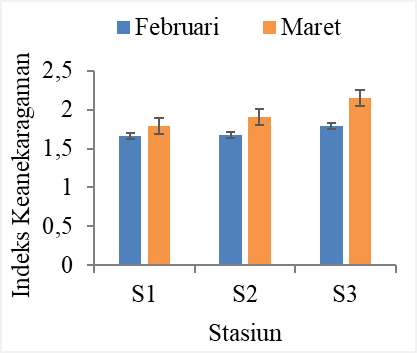 Februari Maret
Indeks Keanekaragaman
2,5
2
1,5
1
0,5
0
S1 S2 S3
Stasiun